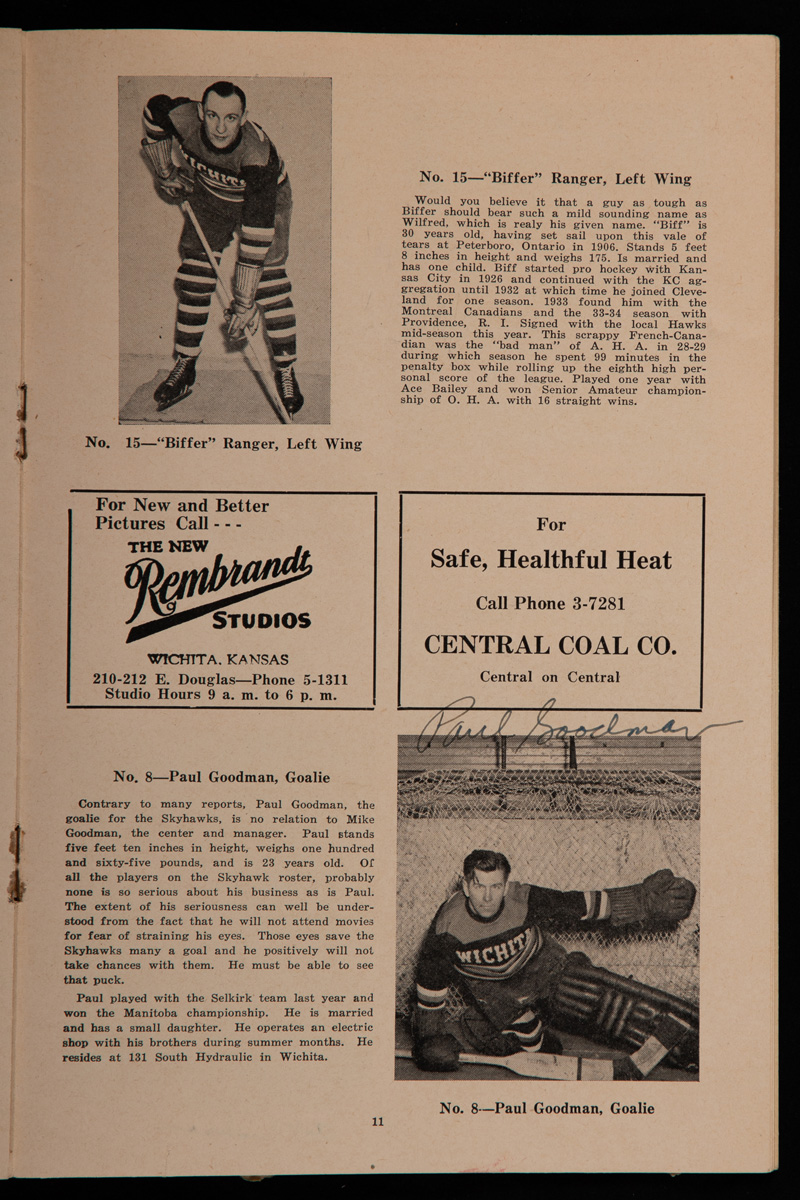 WICHITA
No. 15—"Biffer" Ranger, Left Wing
No. 15—"Biffer" Ranger, Left Wing
Would you believe it that a guy as tough as
Biffer should bear such a mild sounding name as
Wilfred, which is realy his given name. "Biff" is
30 years old, having set sail upon this vale of
tears at Peterboro, Ontario in 1906. Stands 5 feet
8 inches in height and weighs 175. Is married and
has one child. Biff started pro hockey with Kan-
sas City in 1926 and continued with the KC ag-
gregation until 1932 at which time he joined Cleve-
land for one season. 1933 found him with the
Montreal Canadians and the 33-34 season with
Providence, R. I. Signed with the local Hawks
mid-season this year. This scrappy French-Cana-
dian was the "bad man" of A. H. A. in 28-29
during which season he spent 99 minutes in the
penalty box while rolling up the eighth high per-
sonal score of the league. Played one year with
Ace Bailey and won Senior Amateur champion-
ship of O. H. A. with 16 straight wins.
For New and Better
Pictures Call - - -
THE NEW
Rembrandt
STUDIOS
WICHITA, KANSAS
210-212 E. Douglas—Phone 5-1311
Studio Hours 9 a. m. to 6 p. m.
For
Safe, Healthful Heat
Call Phone 3-7281
CENTRAL COAL CO.
Central on Central
Paul Goodman
No. 8—Paul Goodman, Goalie
Contrary to many reports, Paul Goodman, the
goalie for the Skyhawks, is no relation to Mike
Goodman, the center and manager. Paul stands
five feet ten inches in height, weighs one hundred
and sixty-five pounds, and is 23 years old. Of
all the players on the Skyhawk roster, probably
none is so serious about his business as is Paul.
The extent of his seriousness can well be under-
stood from the fact that he will not attend movies
for fear of straining his eyes. Those eyes save the
Skyhawks many a goal and he positively will not
take chances with them. He must be able to see
that puck.
Paul played with the Selkirk team last year and
won the Manitoba championship. He is married
and has a small daughter. He operates an electric
shop with his brothers during summer months. He
resides at 131 South Hydraulic in Wichita.
WICHITA
No. 8—Paul Goodman, Goalie
11